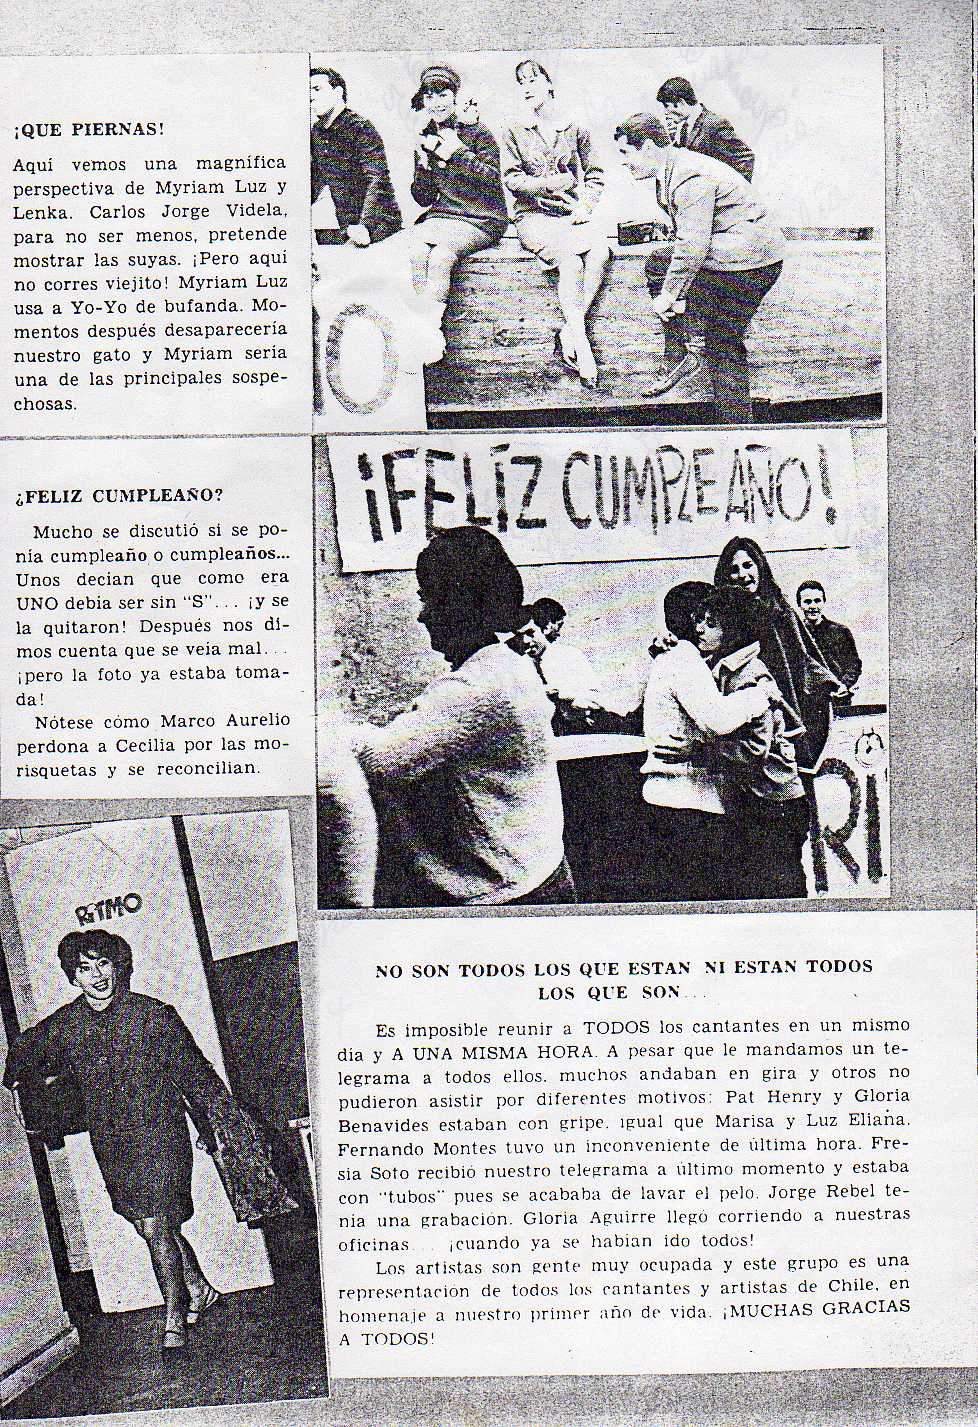 ¡QUE PIERNAS!
Aquí vemos una magnífica
perspectiva de Myriam Luz y
Lenka. Carlos Jorge Videla,
para no ser menos, pretende
mostrar las suyas. ¡Pero aquí
no corres viejito! Myriam Luz
usa a Yo-Yo de bufanda. Mo-
mentos después desaparecería
nuestro gato y Myriam sería
una de las principales sospe-
chosas.
O
¡FELÍZ CUMPLEAÑO!
RI
¿FELIZ CUMPLEAÑO?
Mucho se discutió si se po-
nía cumpleaño o cumpleaños...
Unos decían que como era
UNO debía ser sin "S"... ¡y se
la quitaron! Después nos di-
mos cuenta que se veía mal...
¡pero la foto ya estaba toma-
da!
Nótese cómo Marco Aurelio
perdona a Cecilia por las mo-
risquetas y se reconcilian.
RiTMO
NO SON TODOS LOS QUE ESTAN NI ESTAN TODOS
LOS QUE SON...
Es imposible reunir a TODOS los cantantes en un mismo
día y A UNA MISMA HORA. A pesar que le mandamos un te-
legrama a todos ellos, muchos andaban en gira y otros no
pudieron asistir por diferentes motivos: Pat Henry y Gloria
Benavides estaban con gripe, igual que Marisa y Luz Eliana.
Fernando Montes tuvo un inconveniente de última hora. Fre-
sia Soto recibió nuestro telegrama a último momento y estaba
con "tubos" pues se acababa de lavar el pelo. Jorge Rebel te-
nía una grabación. Gloria Aguirre llegó corriendo a nuestras
oficinas... ¡cuando ya se habían ido todos!
Los artistas son gente muy ocupada y este grupo es una
representación de todos los cantantes y artistas de Chile, en
homenaje a nuestro primer año de vida. ¡MUCHAS GRACIAS
A TODOS!